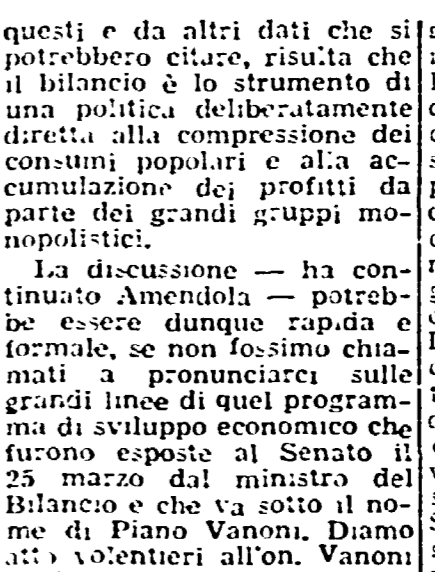 questi e da altri dati che si
potrebbero citare, risulta che
il bilancio è lo strumento di
una politica deliberatamente
diretta alla compressione dei
consumi popolari e alla ac-
cumulazione dei profitti da
parte dei grandi gruppi mo-
nopolistici.
La discussione — ha con-
tinuato Amendola — potreb-
be essere dunque rapida e
formale, se non fossimo chia-
mati a pronunciarci sulle
grandi linee di quel program-
ma di sviluppo economico che
furono esposte al Senato il
25 marzo dal ministro del
Bilancio e che va sotto il no-
me di Piano Vanoni. Diamo
atto volentieri all'on. Vanoni